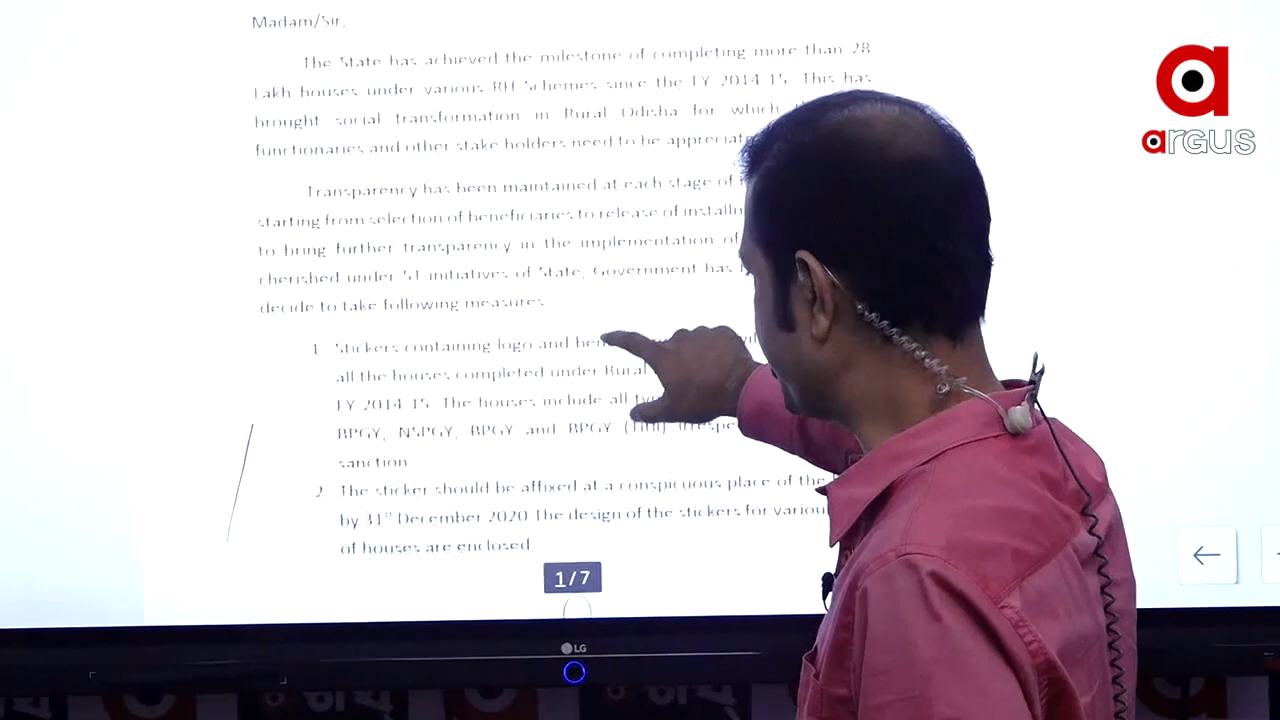 Madam/Sir,
The State has achieved the milestone of completing more than 28
Lakh houses under various RH Schemes since the FY 2014-15. This has
brought social transformation in Rural Odisha for which
functionaries and other stake holders need to be
Transparency has been maintained at each stage of
starting from selection of beneficiaries to release of
to bring further transparency in the implementation of
cherished under 5T initiatives of State, Government has
decide to take following measures
1 Stickers containing logo and
all the houses completed under Rural
FY 2014-15. The houses include all
BPGY, NSPGY, BPGY and BPGY (Titli)
sanction
2 The sticker should be affixed at a conspicuous place of the
by 31st December 2020 The design of the stickers for
of houses are enclosed.
1/7
LG
a
argus